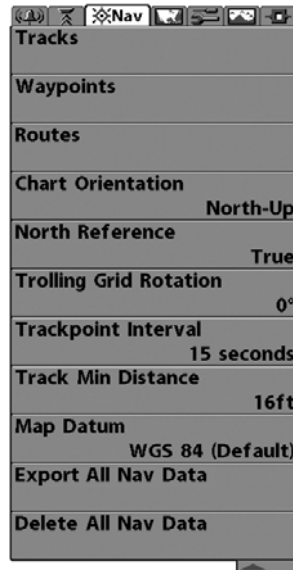 Nav
Tracks
Waypoints
Routes
Chart Orientation
North-Up
North Reference
True
Trolling Grid Rotation
0°
Trackpoint Interval
15 seconds
Track Min Distance
16ft
Map Datum
WGS 84 (Default)
Export All Nav Data
Delete All Nav Data